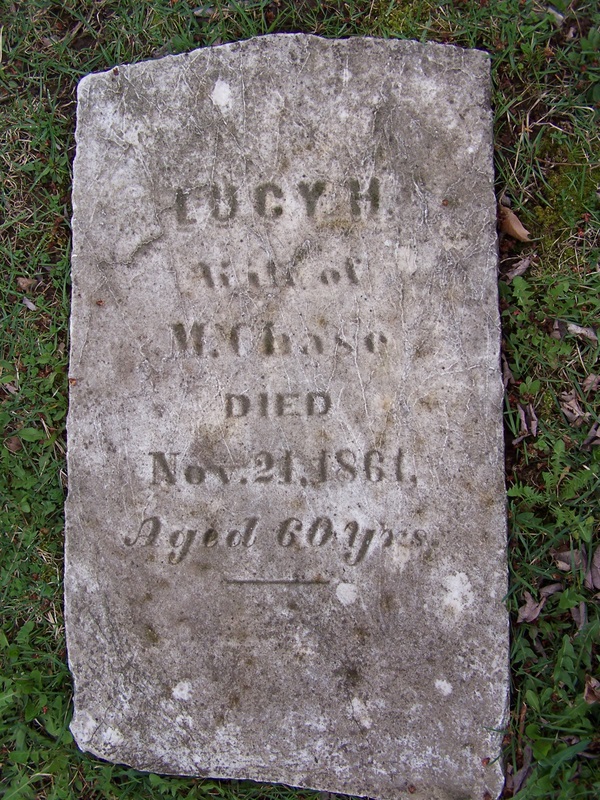 LUCY H.
Wife of
M. Chase
DIED
Nov. 21, 1861,
Aged 60 Yrs.